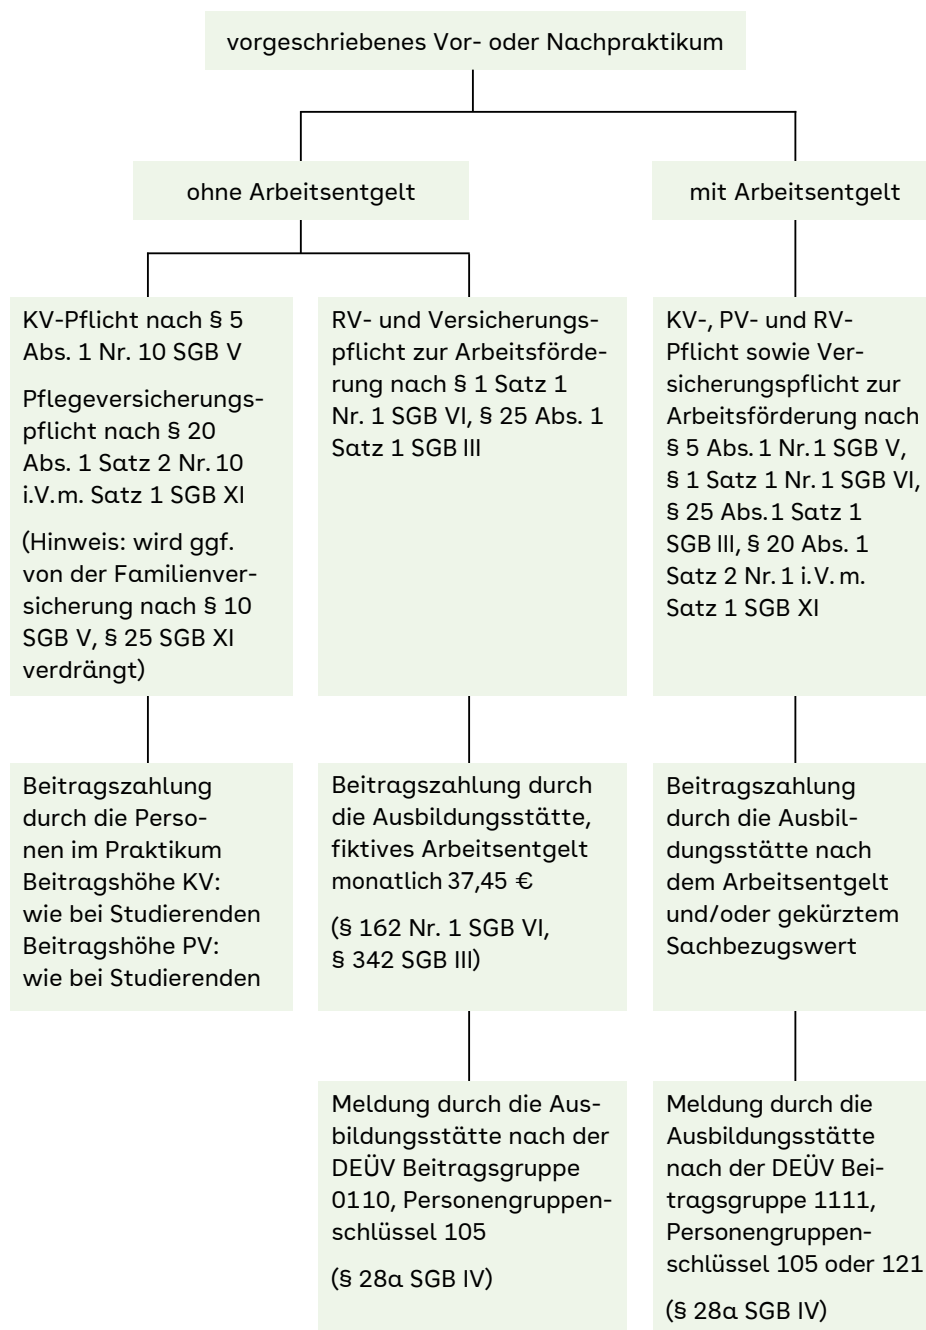 vorgeschriebenes Vor- oder Nachpraktikum
ohne Arbeitsentgelt
mit Arbeitsentgelt
KV-Pflicht nach § 5
Abs. 1 Nr. 10 SGB V
Pflegeversicherungs-
pflicht nach § 20
Abs. 1 Satz 2 Nr. 10
i.V.m. Satz 1 SGB XI
(Hinweis: wird ggf.
von der Familienver-
sicherung nach § 10
SGB V, § 25 SGB XI
verdrängt)
RV- und Versicherungs-
pflicht zur Arbeitsförde-
rung nach § 1 Satz 1
Nr. 1 SGB VI, § 25 Abs. 1
Satz 1 SGB III
KV-, PV- und RV-
Pflicht sowie Ver-
sicherungspflicht zur
Arbeitsförderung nach
§ 5 Abs. 1 Nr. 1 SGB V,
§ 1 Satz 1 Nr. 1 SGB VI,
§ 25 Abs. 1 Satz 1
SGB III, § 20 Abs. 1
Satz 2 Nr. 1 i.V. m.
Satz 1 SGB XI
Beitragszahlung
durch die Perso-
nen im Praktikum
Beitragshöhe KV:
wie bei Studierenden
Beitragshöhe PV:
wie bei Studierenden
Beitragszahlung durch
die Ausbildungsstätte,
fiktives Arbeitsentgelt
monatlich 37,45 €
(§ 162 Nr. 1 SGB VI,
§ 342 SGB III)
Beitragszahlung
durch die Ausbil-
dungsstätte nach
dem Arbeitsentgelt
und/oder gekürztem
Sachbezugswert
Meldung durch die Aus-
bildungsstätte nach der
DEÜV Beitragsgruppe
0110, Personengruppen-
schlüssel 105
(§ 28a SGB IV)
Meldung durch die
Ausbildungsstätte
nach der DEÜV Bei-
tragsgruppe 1111,
Personengruppen-
schlüssel 105 oder 121
(§ 28a SGB IV)